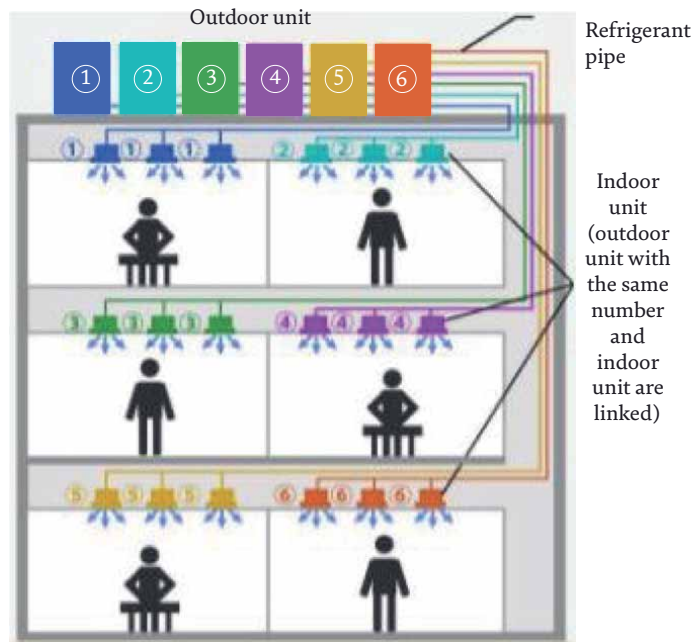 Outdoor unit
Refrigerant
pipe
① ② ③ ④ ⑤ ⑥
① ① ① ② ② ②
Indoor
unit
(outdoor
unit with
the same
number
and
indoor
unit are
linked)
③ ③ ③ ④ ④ ④
⑤ ⑤ ⑤ ⑥ ⑥ ⑥